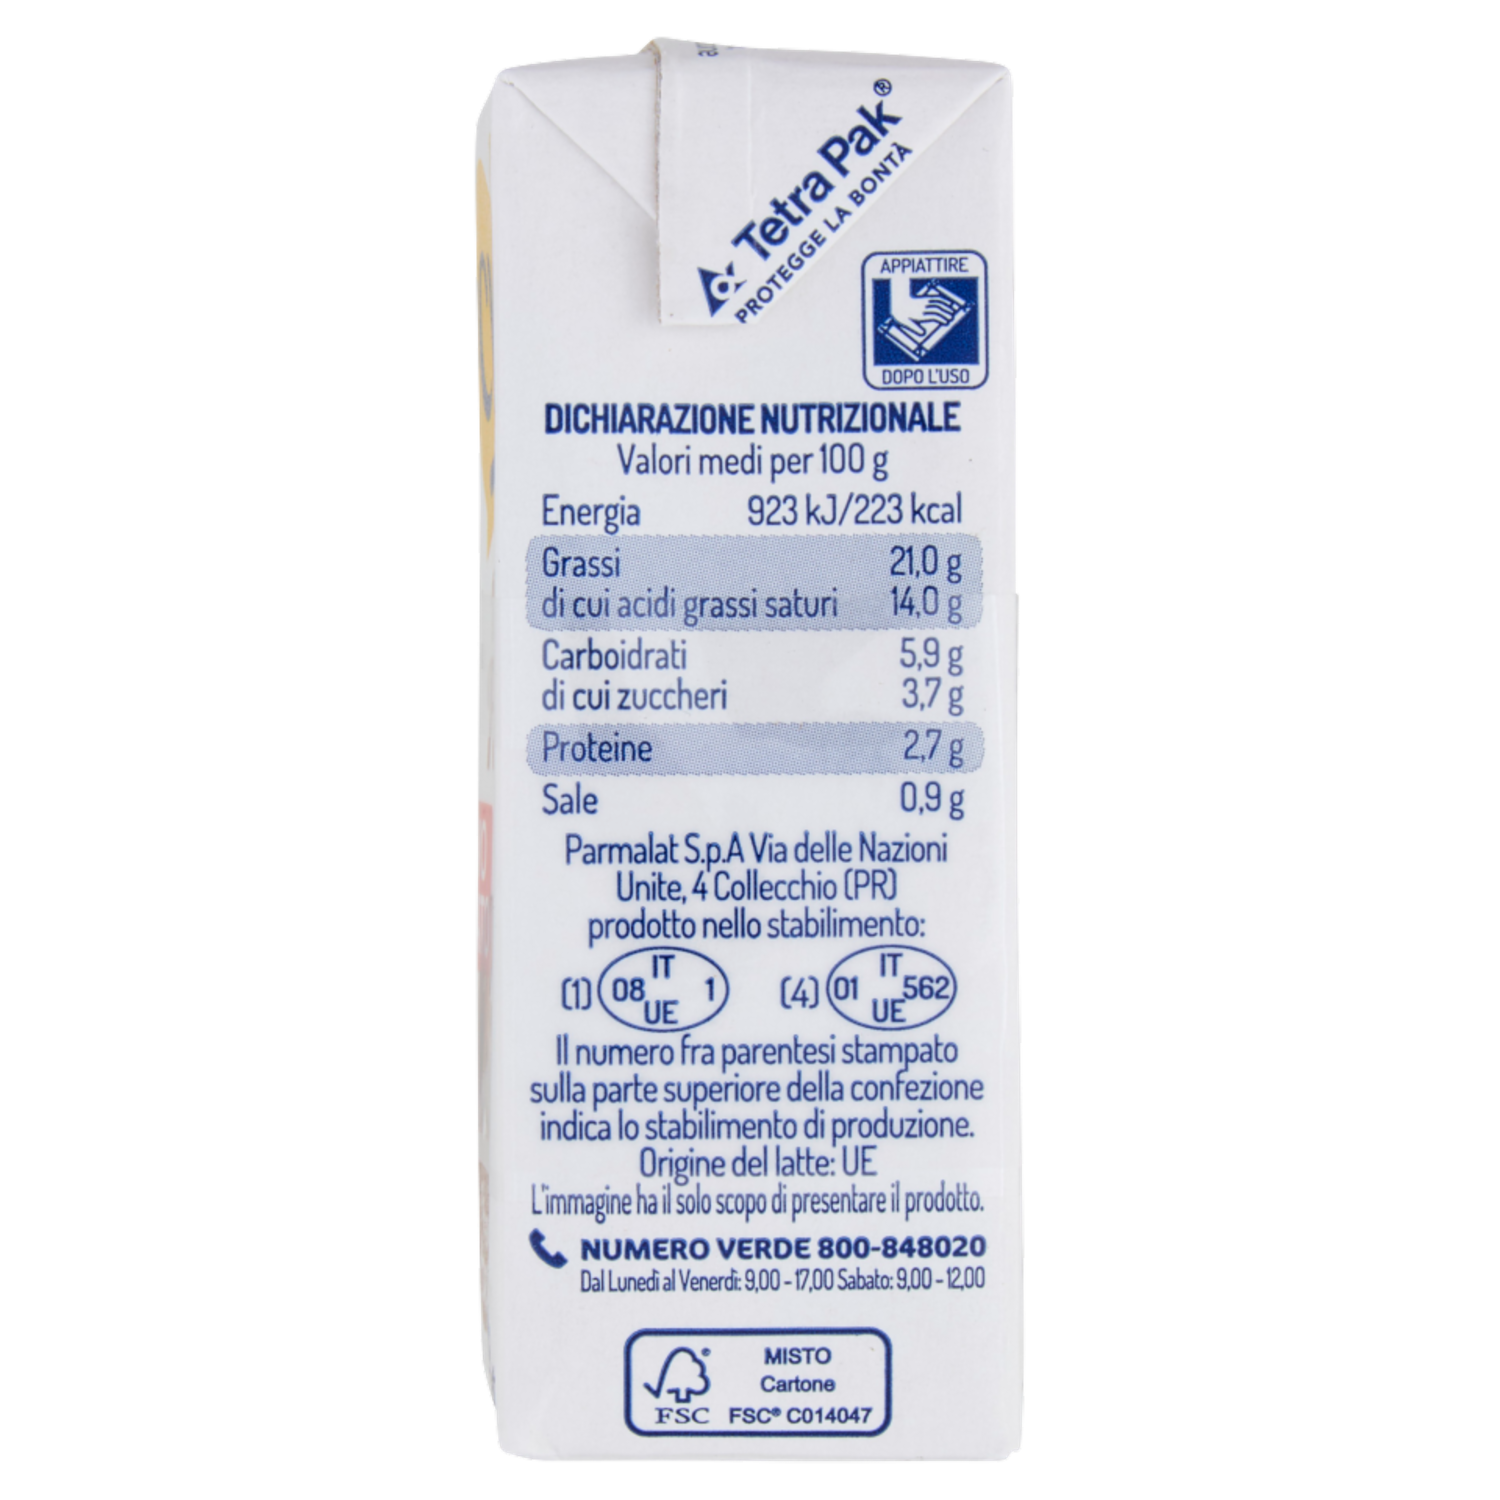 Tetra Pak®
PROTEGGE LA BONTÀ
APPIATTIRE
DOPO L'USO
DICHIARAZIONE NUTRIZIONALE
Valori medi per 100 g
Energia 923 kJ/223 kcal
Grassi 21,0 g
di cui acidi grassi saturi 14,0 g
Carboidrati 5,9 g
di cui zuccheri 3,7 g
Proteine 2,7 g
Sale 0,9 g
Parmalat S.p.A Via delle Nazioni
Unite, 4 Collecchio (PR)
prodotto nello stabilimento:
(1) IT 08 1 UE (4) IT 01 562 UE
Il numero fra parentesi stampato
sulla parte superiore della confezione
indica lo stabilimento di produzione.
Origine del latte: UE
L'immagine ha il solo scopo di presentare il prodotto.
NUMERO VERDE 800-848020
Dal Lunedì al Venerdì: 9,00 - 17,00 Sabato: 9,00 - 12,00
MISTO
Cartone
FSC FSC® C014047